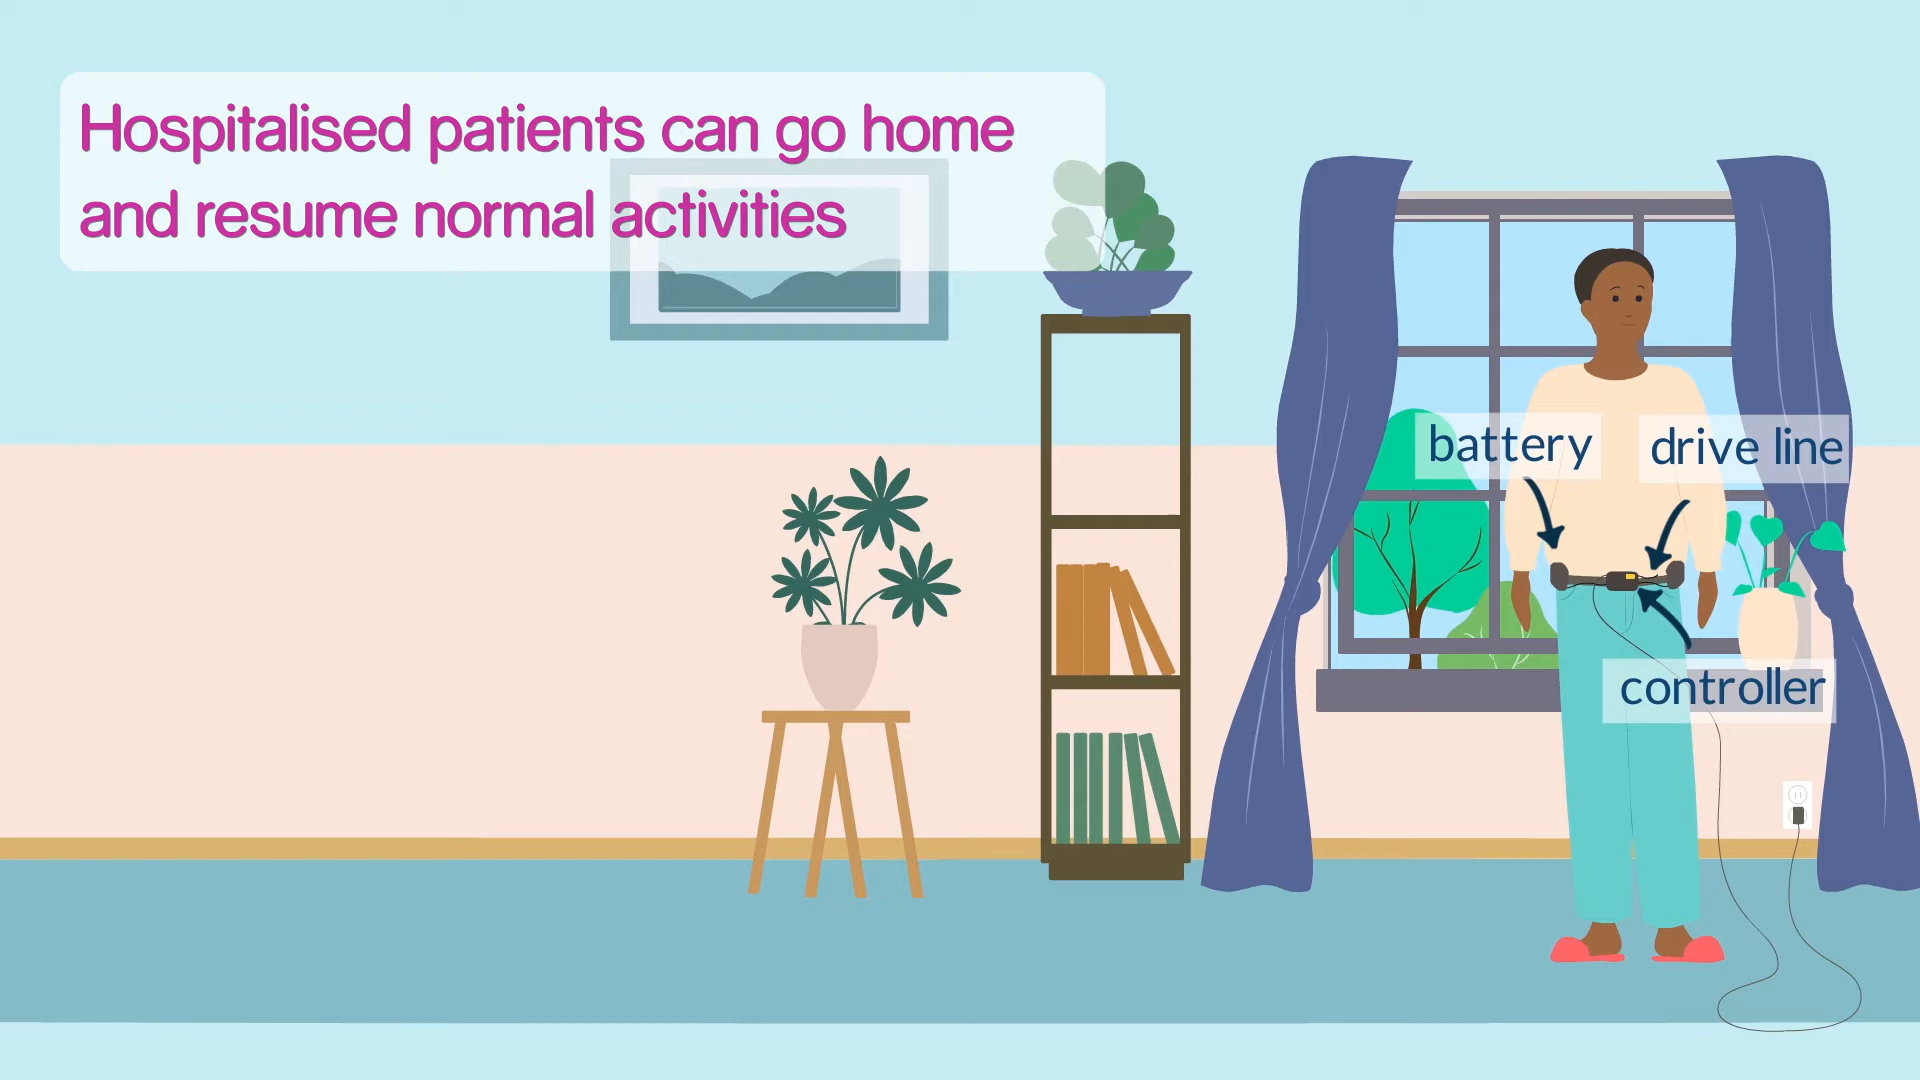 Hospitalised patients can go home
and resume normal activities
battery
drive line
controller